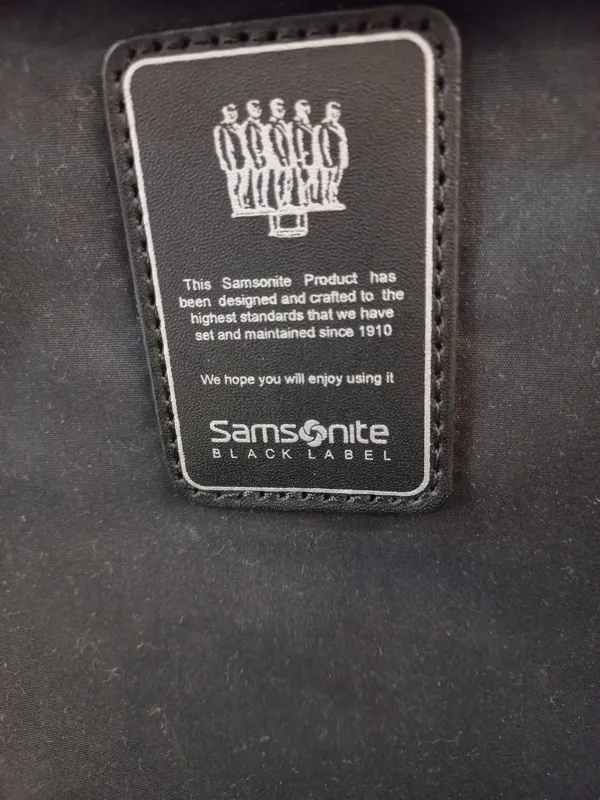 This Samsonite Product has
been designed and crafted to the
highest standards that we have
set and maintained since 1910
We hope you will enjoy using it
Samsonite
BLACK LABEL